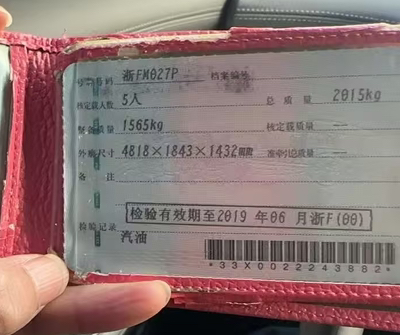 号牌号码 浙FM027P 档案编号
核定载人数 5人 总质量 2015kg
整备质量 1565kg 核定载质量 —
外廓尺寸 4818×1843×1432 准牵引总质量 —
备注
检验有效期至2019 年06 月浙F(00)
检验记录
汽油
*33X0022243882*